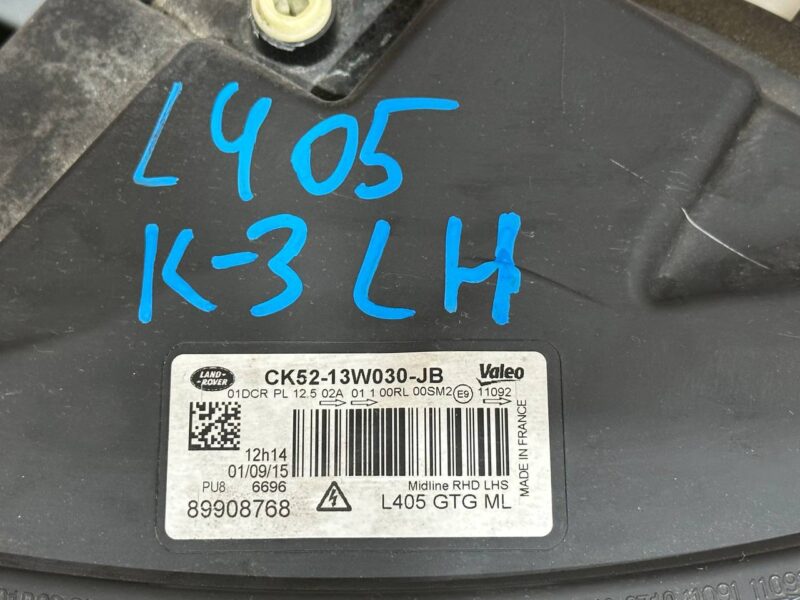 L405
K-3 LH
LAND-
ROVER
CK52-13W030-JB
Valeo
01DCR PL 12.5 02A 01 1 00RL 00SM2 E9 11092
12h14
01/09/15
PU8 6696
89908768
Midline RHD LHS
L405 GTG ML
MADE IN FRANCE
11091